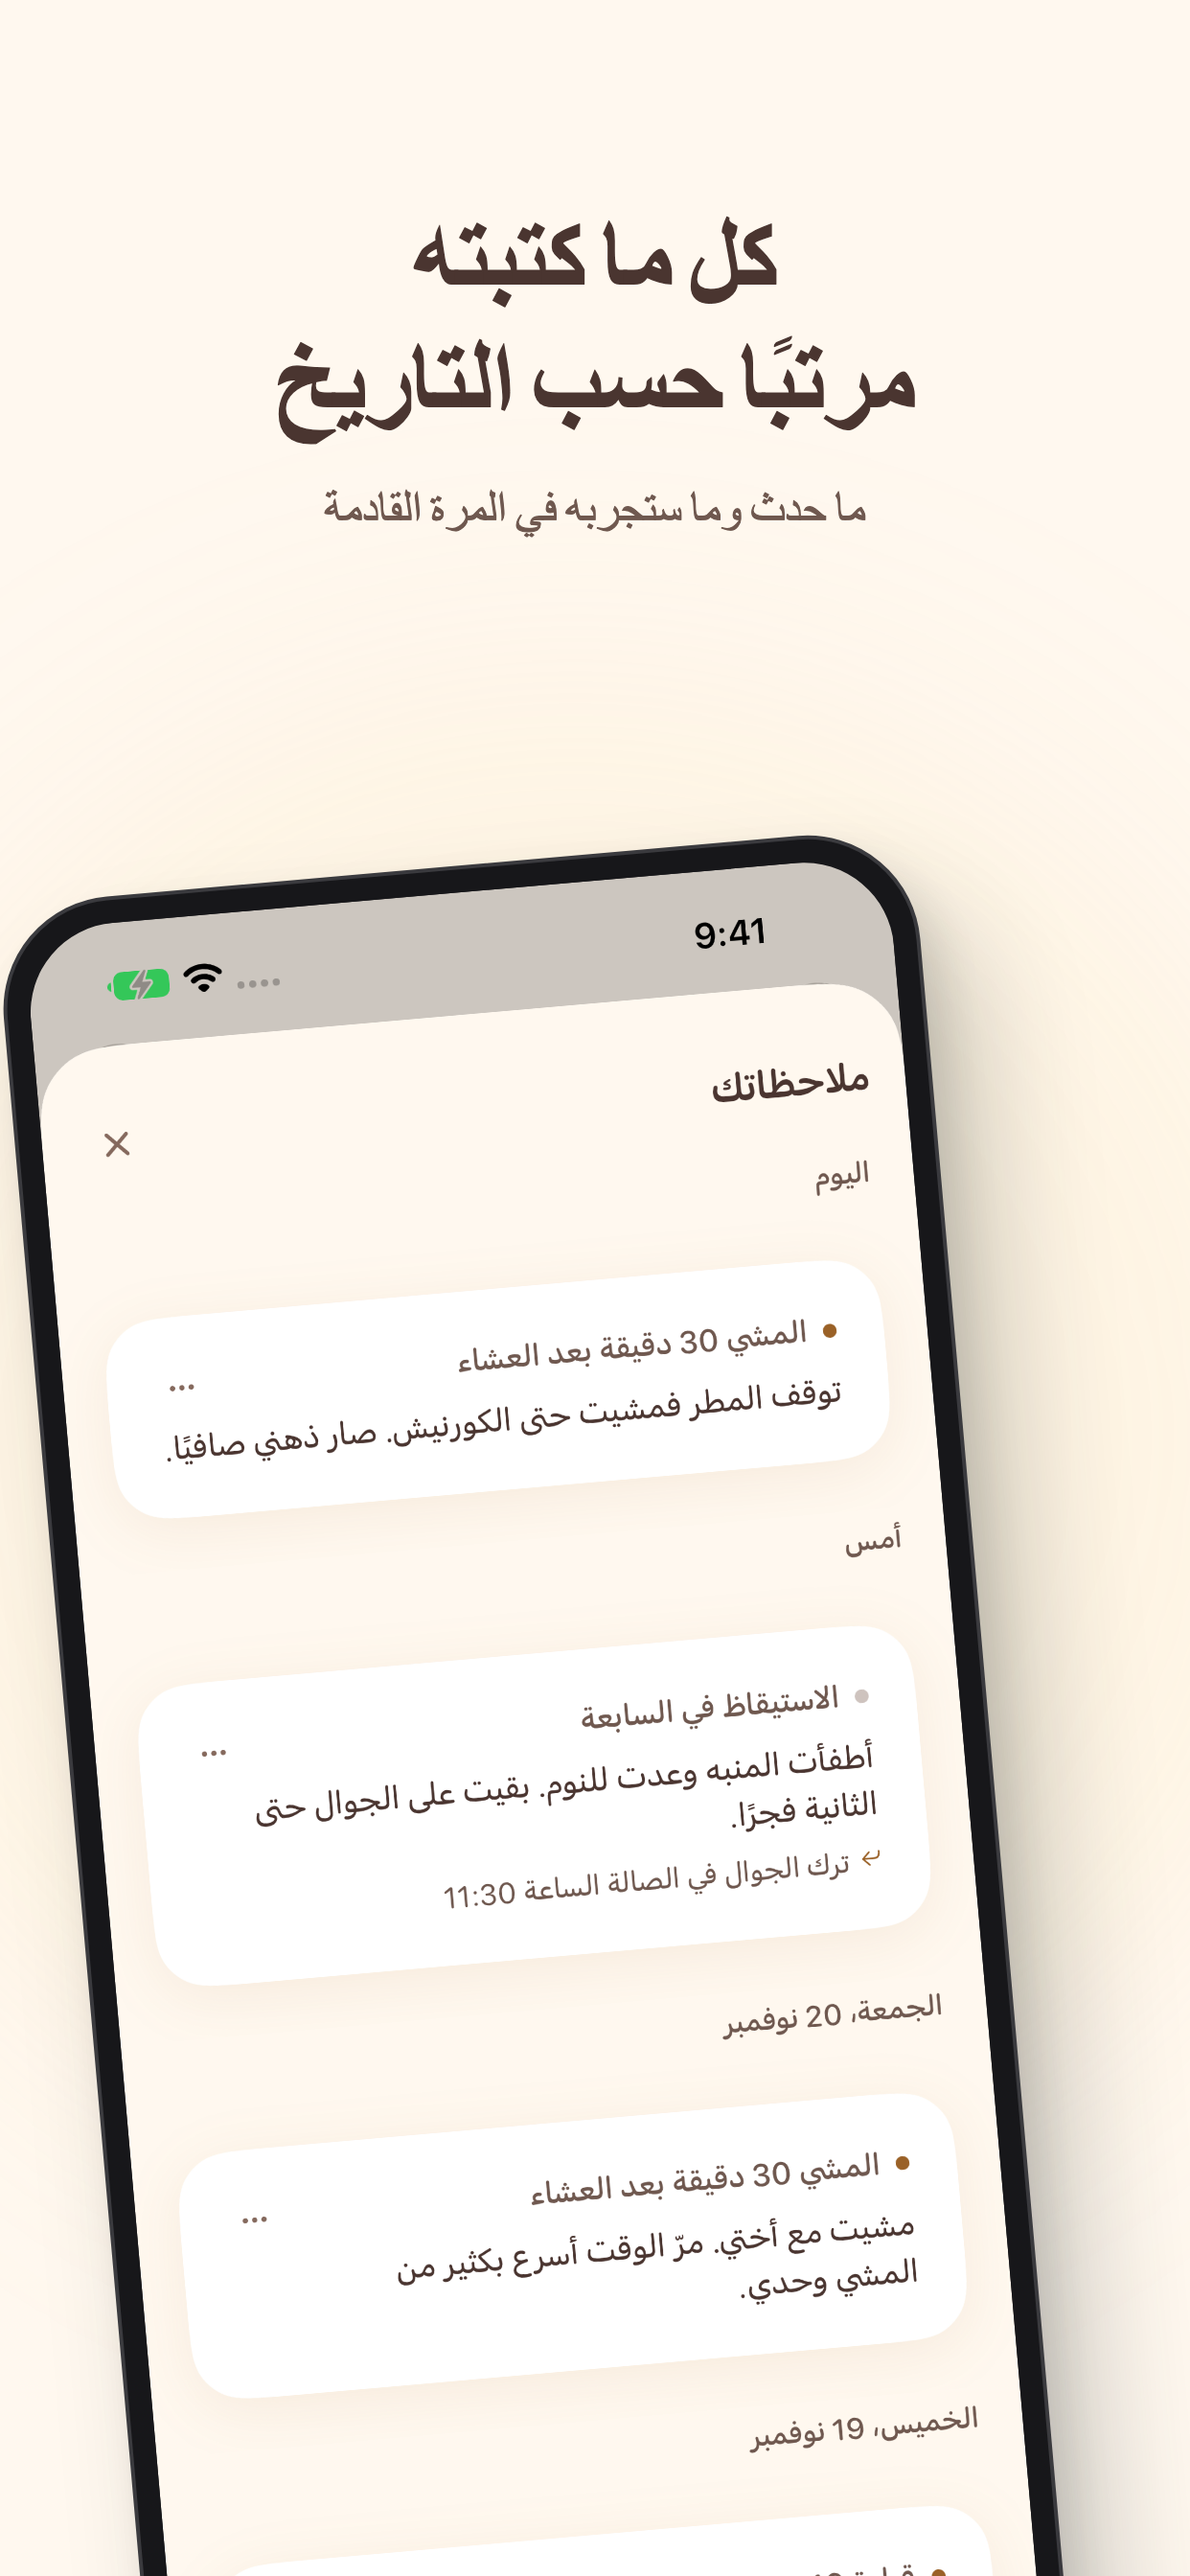 كل ما كتبته
مرتبًا حسب التاريخ
ما حدث وما ستجربه في المرة القادمة
9:41
ملاحظاتك
اليوم
المشي 30 دقيقة بعد العشاء
توقف المطر فمشيت حتى الكورنيش. صار ذهني صافيًا.
أمس
الاستيقاظ في السابعة
أطفأت المنبه وعدت للنوم. بقيت على الجوال حتى
الثانية فجرًا.
ترك الجوال في الصالة الساعة 11:30
الجمعة، 20 نوفمبر
المشي 30 دقيقة بعد العشاء
مشيت مع أختي. مرّ الوقت أسرع بكثير من
المشي وحدي.
الخميس، 19 نوفمبر